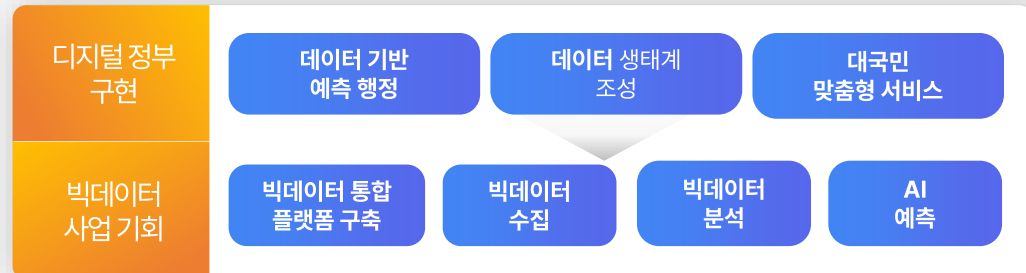 디지털 정부
구현
데이터 기반
예측 행정
데이터 생태계
조성
대국민
맞춤형 서비스
빅데이터
사업 기회
빅데이터 통합
플랫폼 구축
빅데이터
수집
빅데이터
분석
AI
예측